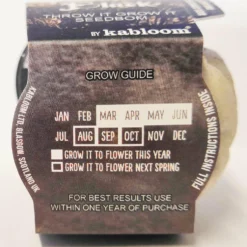 THROW IT GROW IT
SEEDBOM
BY kabloom
GROW GUIDE
JAN FEB MAR APR MAY JUN
JUL AUG SEP OCT NOV DEC
GROW IT TO FLOWER THIS YEAR
GROW IT TO FLOWER NEXT SPRING
FOR BEST RESULTS USE
WITHIN ONE YEAR OF PURCHASE
KABLOOM LTD, GLASGOW, SCOTLAND UK
FULL INSTRUCTIONS INSIDE